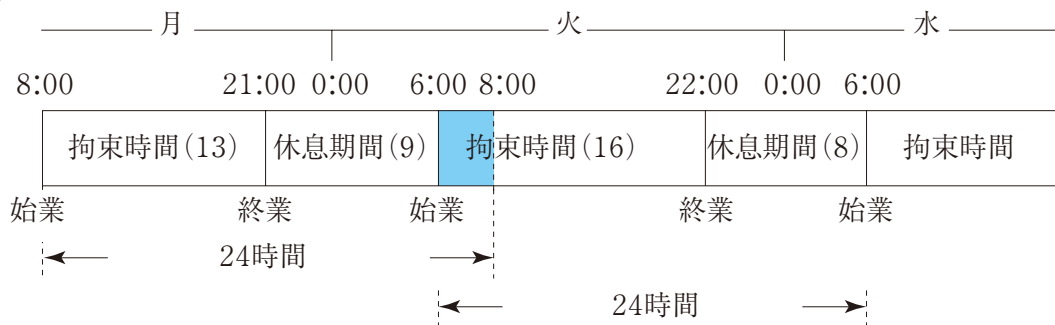 月 火 水
8:00 21:00 0:00 6:00 8:00 22:00 0:00 6:00
拘束時間(13) 休息期間(9) 拘束時間(16) 休息期間(8) 拘束時間
始業 終業 始業 終業 始業
24時間
24時間